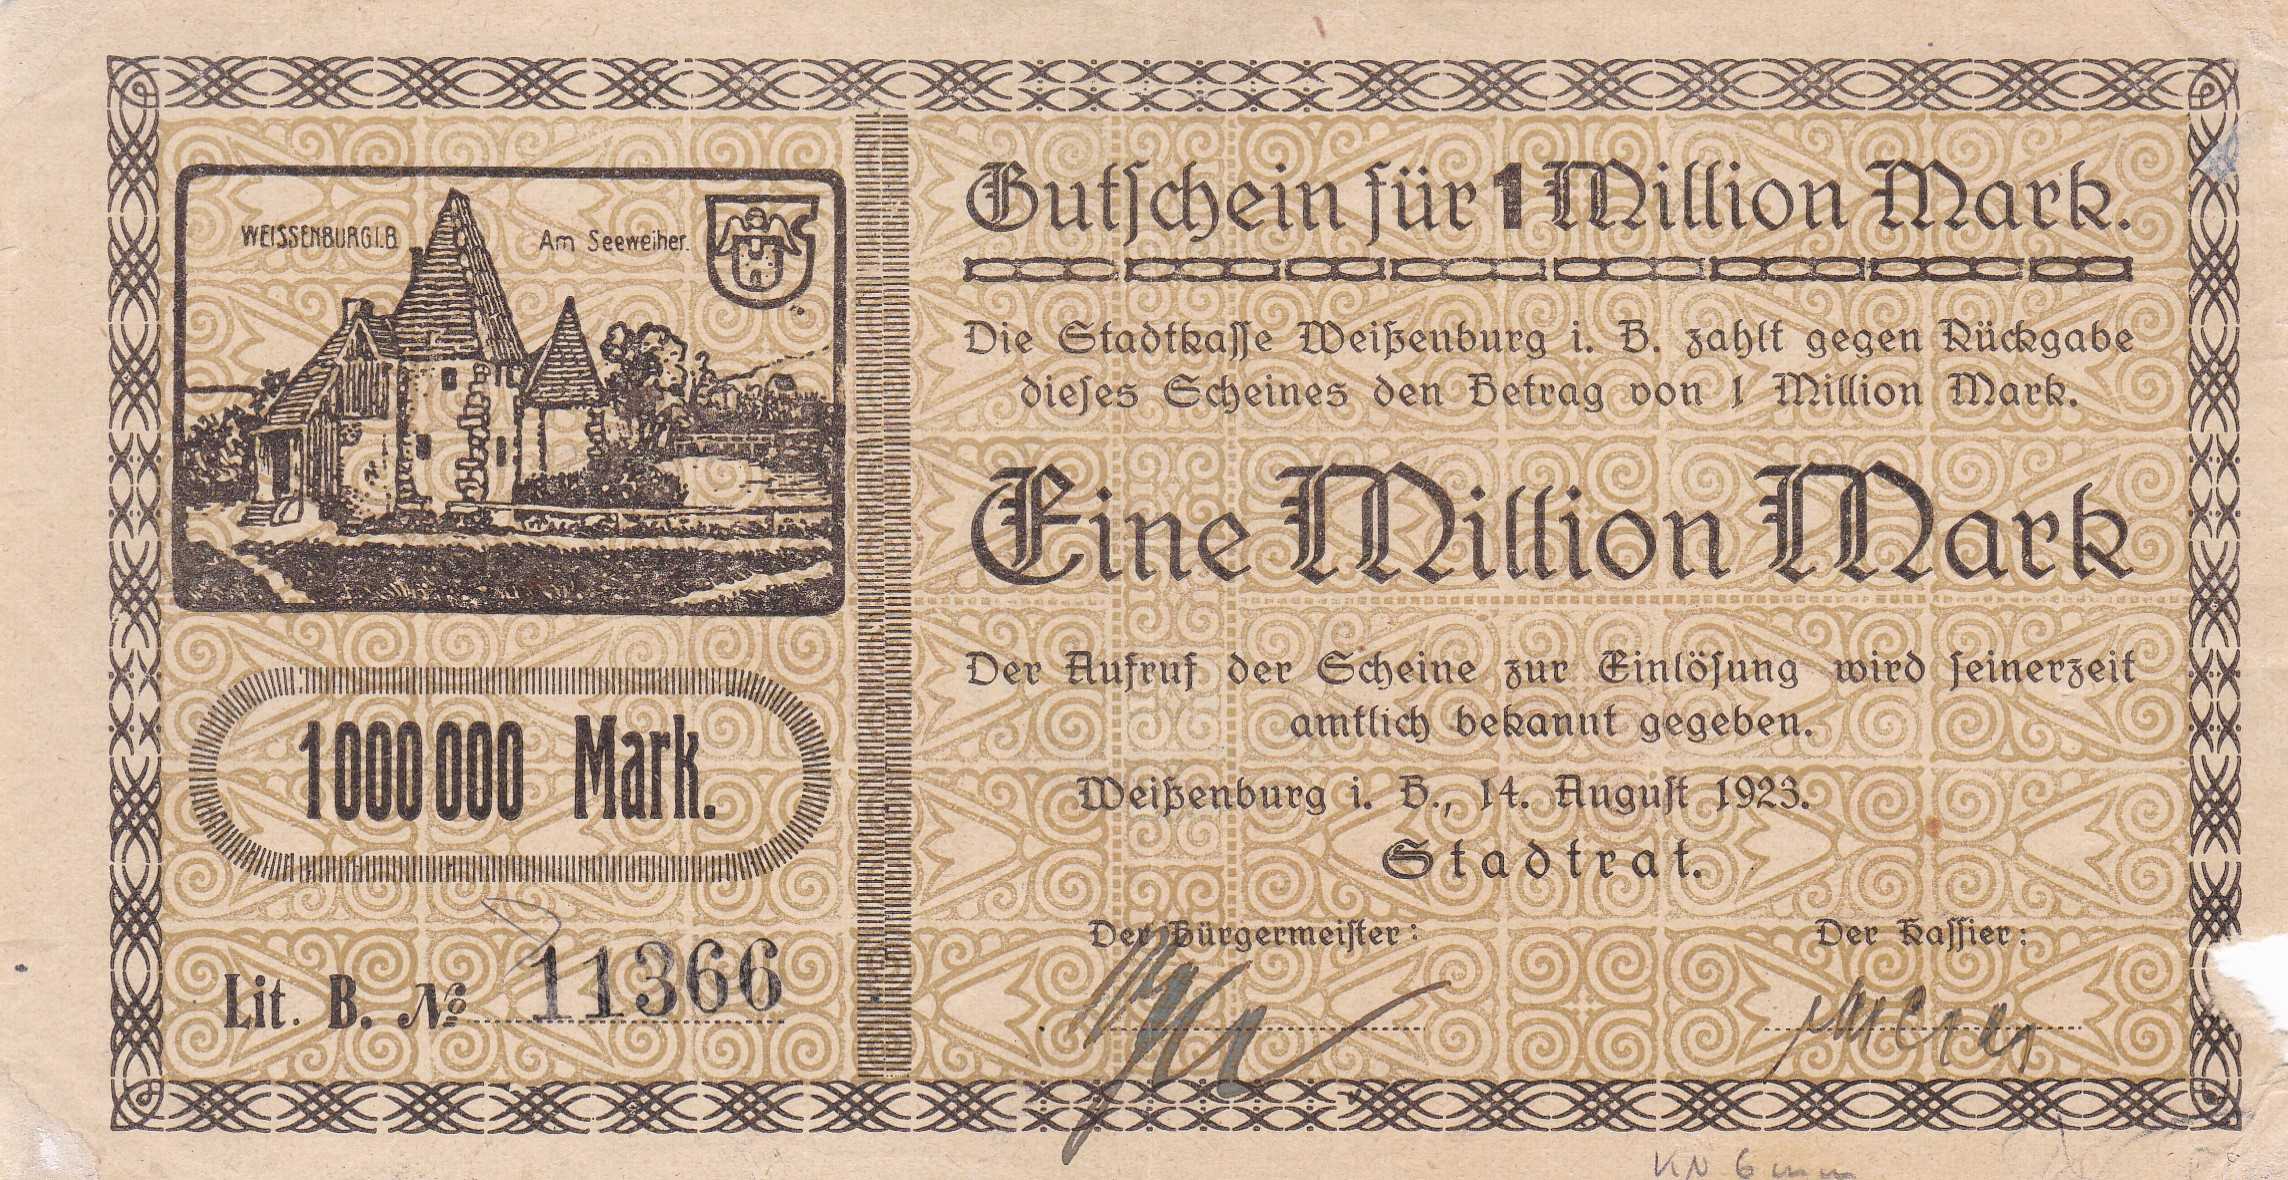 WEISSENBURG I.B.
Am Seeweiher.
1000000 Mark.
Lit. B. № 11366
Gutschein für 1 Million Mark.
Die Stadtkasse Weißenburg i. B. zahlt gegen Rückgabe
dieses Scheines den Betrag von 1 Million Mark.
Eine Million Mark
Der Aufruf der Scheine zur Einlösung wird seinerzeit
amtlich bekannt gegeben.
Weißenburg i. B., 14. August 1923.
Stadtrat.
Der Bürgermeister:
Der Kassier:
KN 6mm